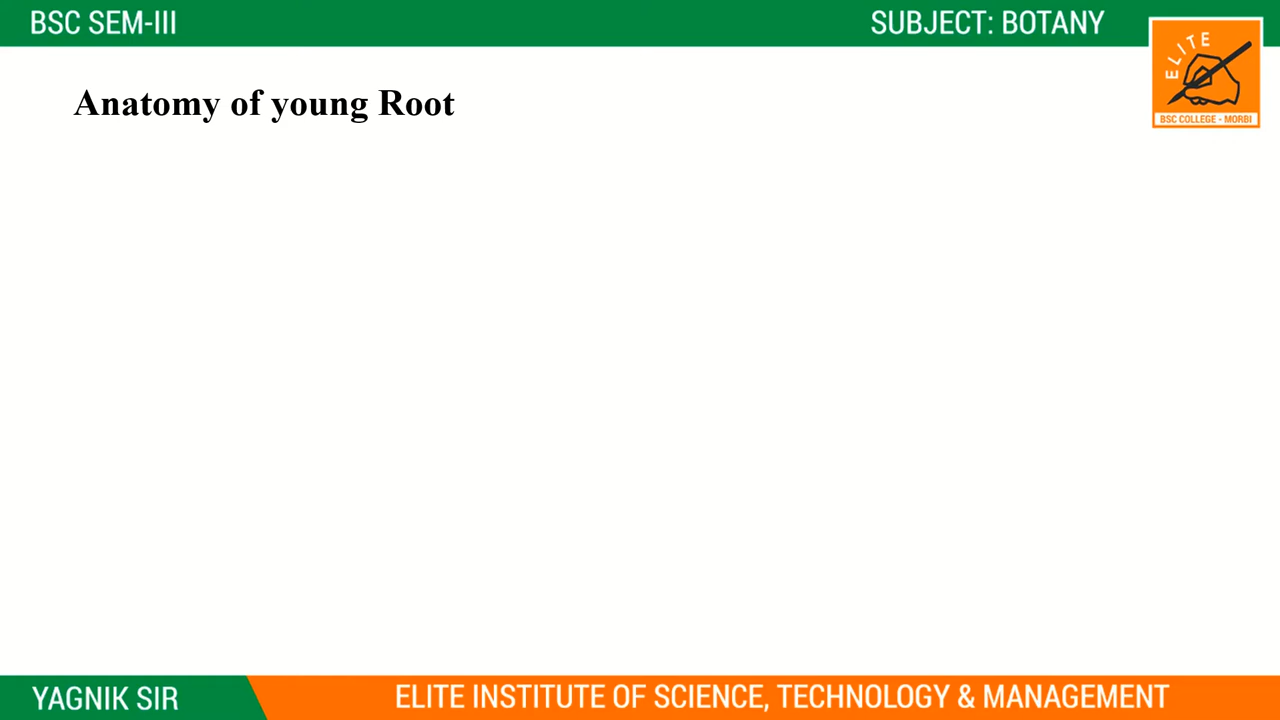 BSC SEM-III
SUBJECT: BOTANY
ELITE
BSC COLLEGE - MORBI
Anatomy of young Root
YAGNIK SIR
ELITE INSTITUTE OF SCIENCE, TECHNOLOGY & MANAGEMENT